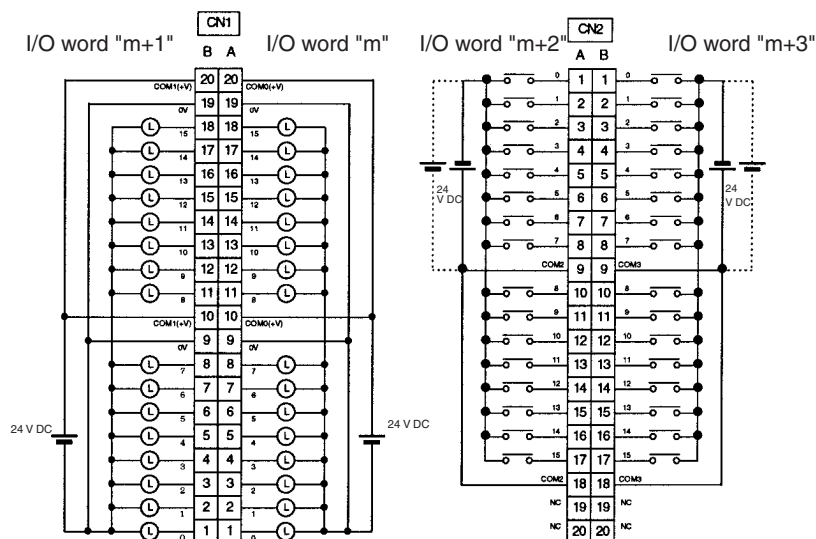 CN1
I/O word "m+1"
I/O word "m"
B A
COM1(+V) 20 20 COM0(+V)
0V 19 19 0V
15 18 18 15
14 17 17 14
13 16 16 13
12 15 15 12
11 14 14 11
10 13 13 10
9 12 12 9
8 11 11 8
COM1(+V) 10 10 COM0(+V)
0V 9 9 0V
7 8 8 7
6 7 7 6
5 6 6 5
4 5 5 4
3 4 4 3
2 3 3 2
1 2 2 1
0 1 1 0
L L L L L L L L L L L L L L L L
L L L L L L L L L L L L L L L L
24 V DC
24 V DC
CN2
I/O word "m+2"
I/O word "m+3"
A B
0 1 1 0
1 2 2 1
2 3 3 2
3 4 4 3
4 5 5 4
5 6 6 5
6 7 7 6
7 8 8 7
COM2 9 9 COM3
8 10 10 8
9 11 11 9
10 12 12 10
11 13 13 11
12 14 14 12
13 15 15 13
14 16 16 14
15 17 17 15
COM2 18 18 COM3
NC 19 19 NC
NC 20 20 NC
24
V DC
24
V DC